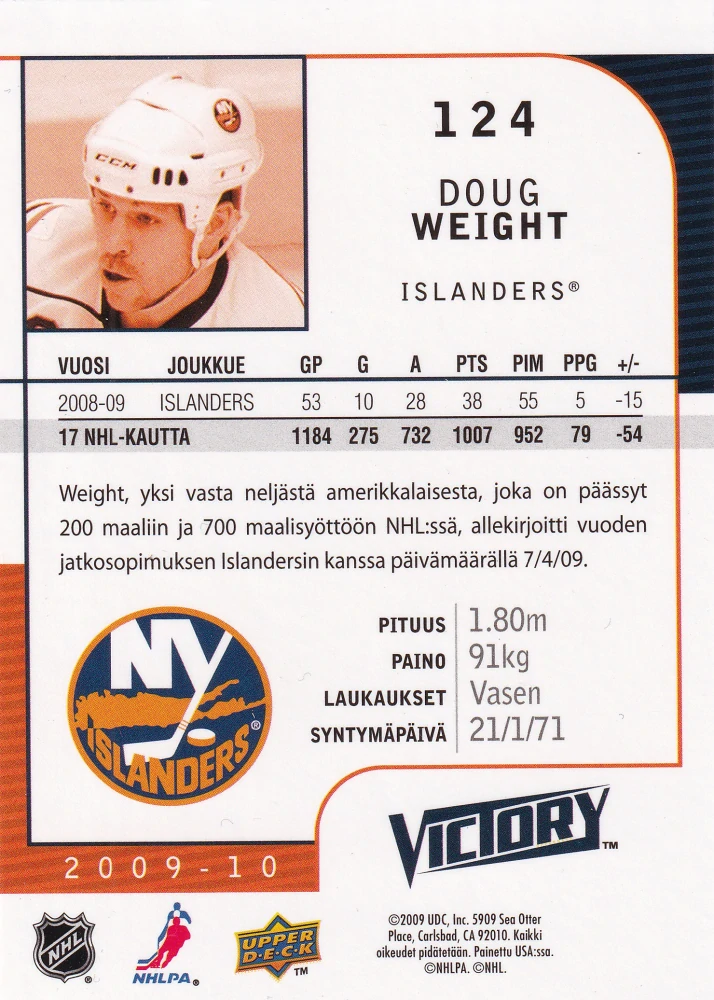 CCM
124
DOUG
WEIGHT
ISLANDERS®
VUOSI JOUKKUE GP G A PTS PIM PPG +/-
2008-09 ISLANDERS 53 10 28 38 55 5 -15
17 NHL-KAUTTA 1184 275 732 1007 952 79 -54
Weight, yksi vasta neljästä amerikkalaisesta, joka on päässyt
200 maaliin ja 700 maalisyöttöön NHL:ssä, allekirjoitti vuoden
jatkosopimuksen Islandersin kanssa päivämäärällä 7/4/09.
PITUUS 1.80m
PAINO 91kg
LAUKAUKSET Vasen
SYNTYMÄPÄIVÄ 21/1/71
NY
ISLANDERS®
VICTORY™
2009-10
NHL®
NHLPA®
UPPER
D·E·C·K™
©2009 UDC, Inc. 5909 Sea Otter
Place, Carlsbad, CA 92010. Kaikki
oikeudet pidätetään. Painettu USA:ssa.
©NHLPA. ©NHL.